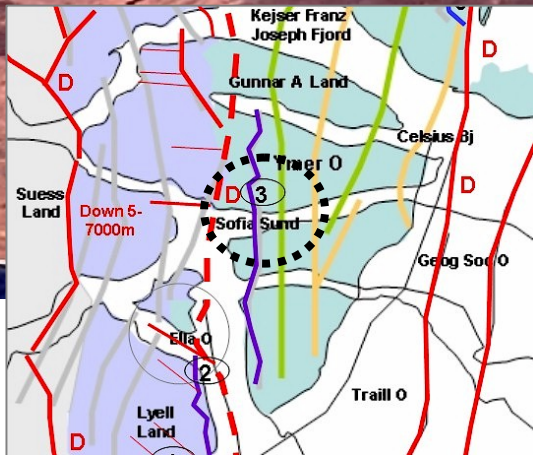 Kejser Franz
Joseph Fjord
D
D
Gunnar A Land
Celsius Bj
Ymer O
D
D
3
Suess
Land
Down 5-
7000m
Sofia Sund
Geog Soc O
Ella O
2
Traill O
Lyell
Land
D